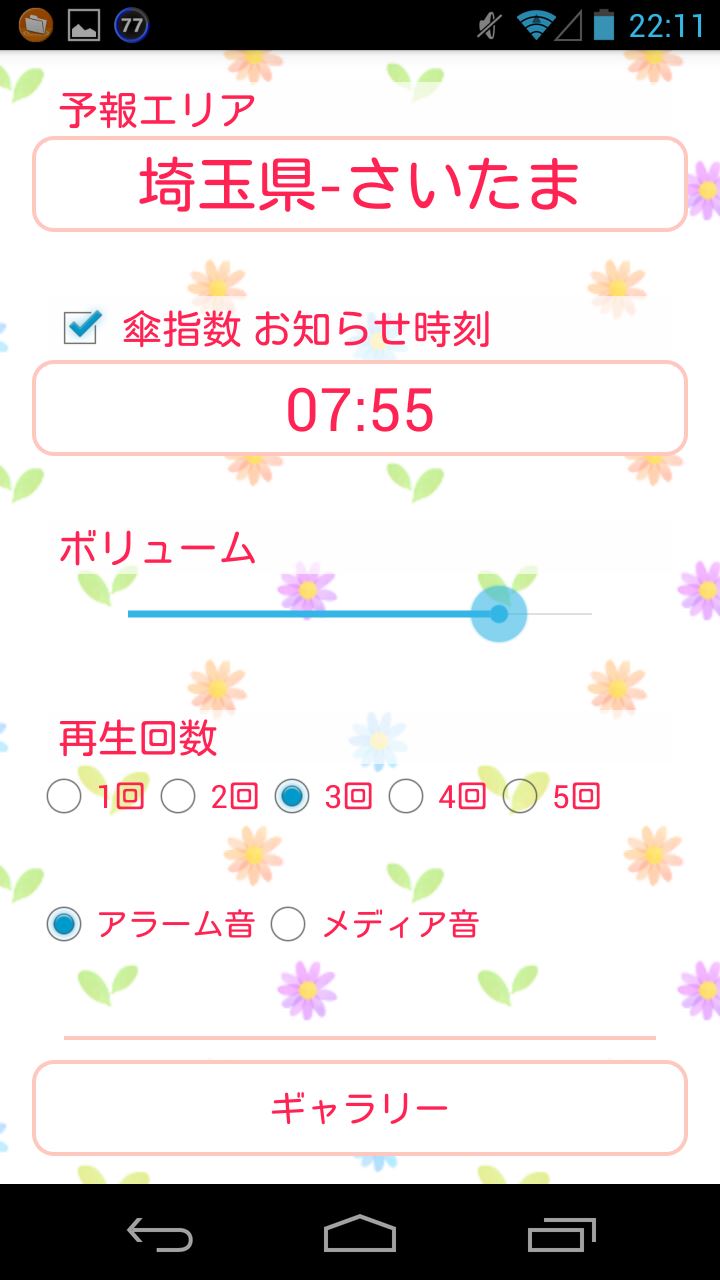 77 22:11
予報エリア
埼玉県-さいたま
傘指数 お知らせ時刻
07:55
ボリューム
再生回数
1回 2回 3回 4回 5回
アラーム音 メディア音
ギャラリー